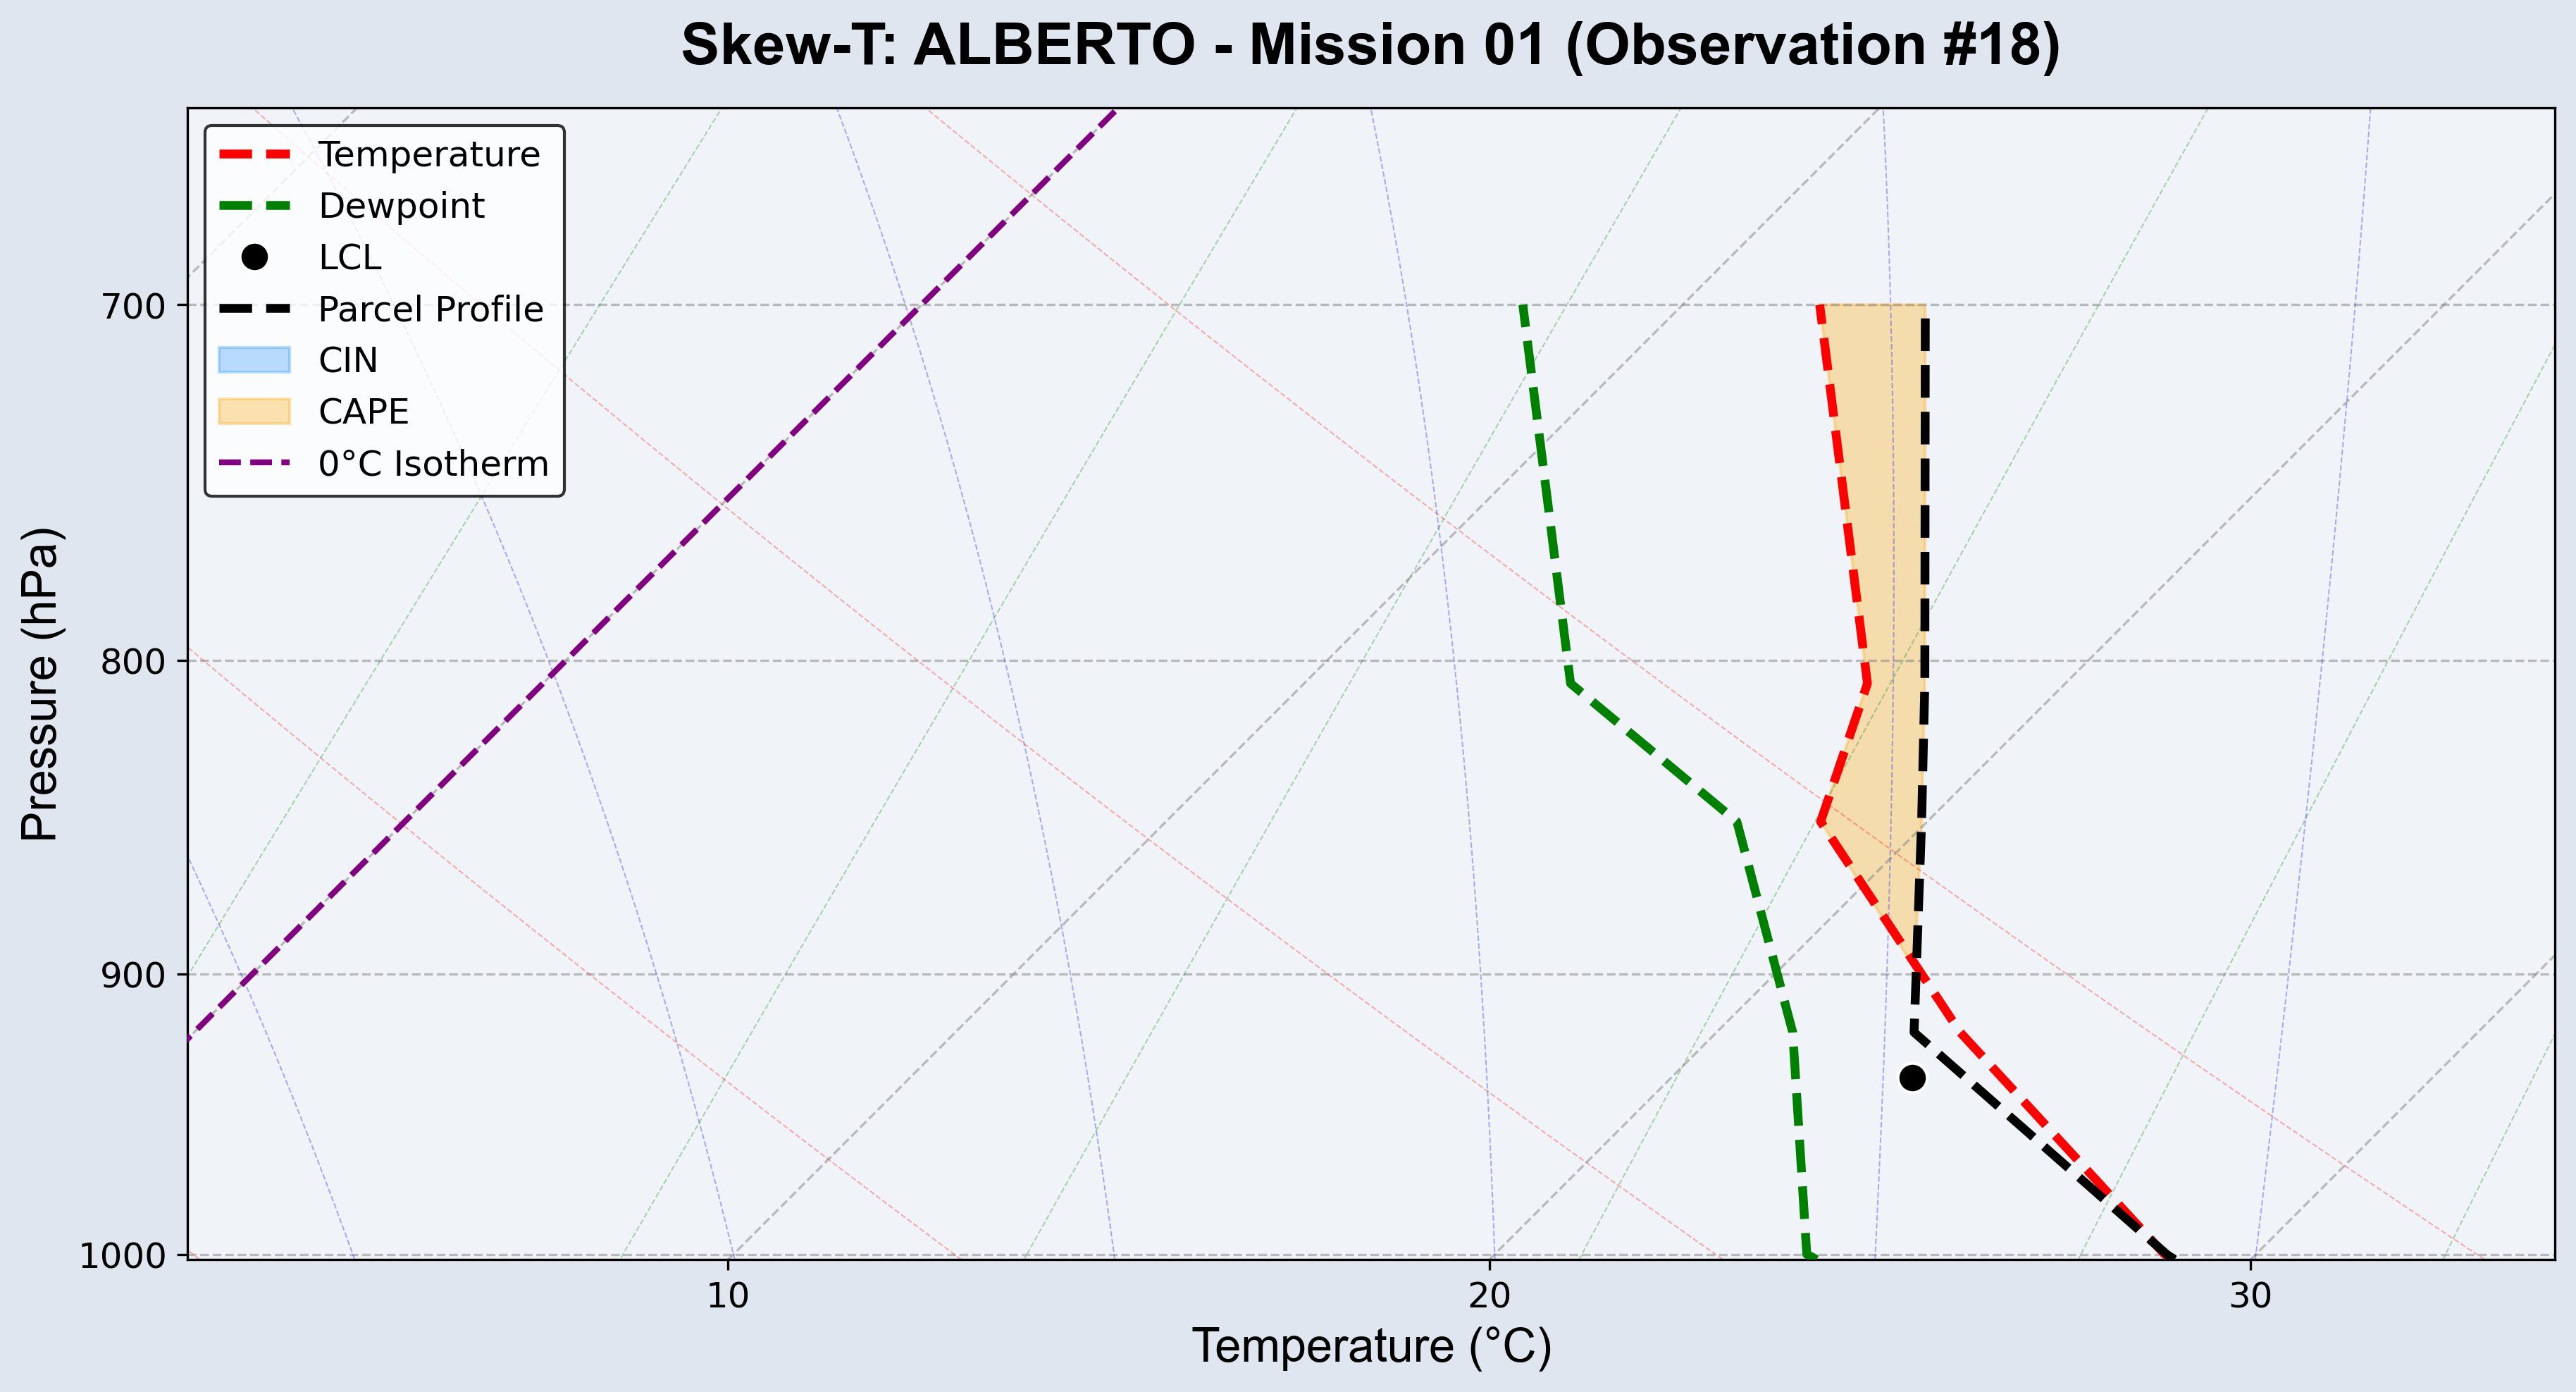 Skew-T: ALBERTO - Mission 01 (Observation #18)
Temperature
Dewpoint
LCL
Parcel Profile
CIN
CAPE
0°C Isotherm
Pressure (hPa)
700
800
900
1000
10
20
30
Temperature (°C)